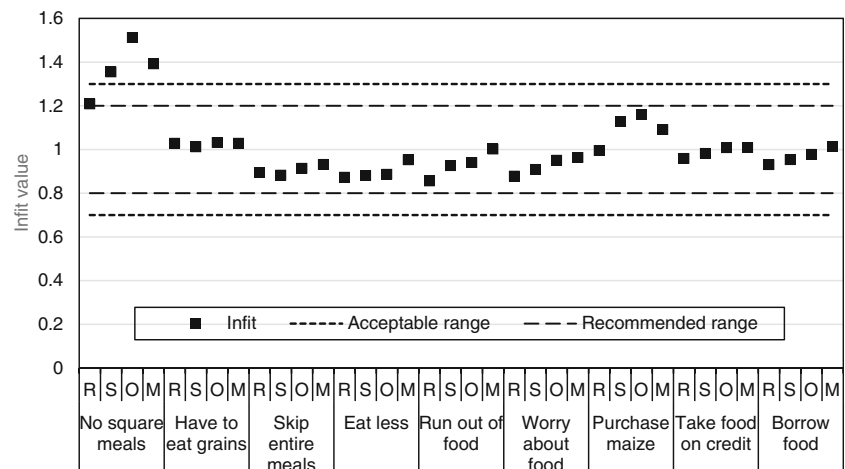 1.6
1.4
1.2
1
0.8
0.6
0.4
0.2
0
Infit value
Infit Acceptable range Recommended range
R S O M R S O M R S O M R S O M R S O M R S O M R S O M R S O M R S O M
No square meals
Have to eat grains
Skip entire meals
Eat less
Run out of food
Worry about food
Purchase maize
Take food on credit
Borrow food